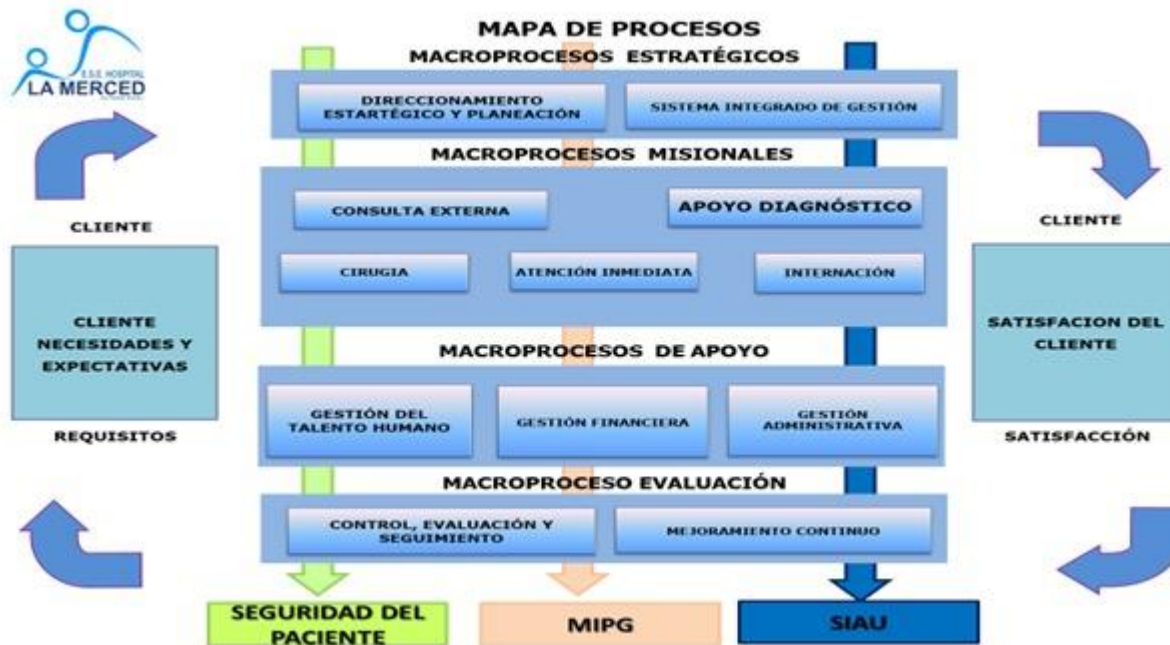 E.S.E HOSPITAL
LA MERCED
MAPA DE PROCESOS
MACROPROCESOS ESTRATÉGICOS
DIRECCIONAMIENTO
ESTARTÉGICO Y PLANEACIÓN
SISTEMA INTEGRADO DE GESTIÓN
MACROPROCESOS MISIONALES
CONSULTA EXTERNA
APOYO DIAGNÓSTICO
CIRUGIA
ATENCIÓN INMEDIATA
INTERNACIÓN
CLIENTE
CLIENTE
NECESIDADES Y
EXPECTATIVAS
REQUISITOS
CLIENTE
SATISFACION DEL
CLIENTE
SATISFACCIÓN
MACROPROCESOS DE APOYO
GESTIÓN DEL
TALENTO HUMANO
GESTIÓN FINANCIERA
GESTIÓN
ADMINISTRATIVA
MACROPROCESO EVALUACIÓN
CONTROL, EVALUACIÓN Y
SEGUIMIENTO
MEJORAMIENTO CONTINUO
SEGURIDAD DEL
PACIENTE
MIPG
SIAU